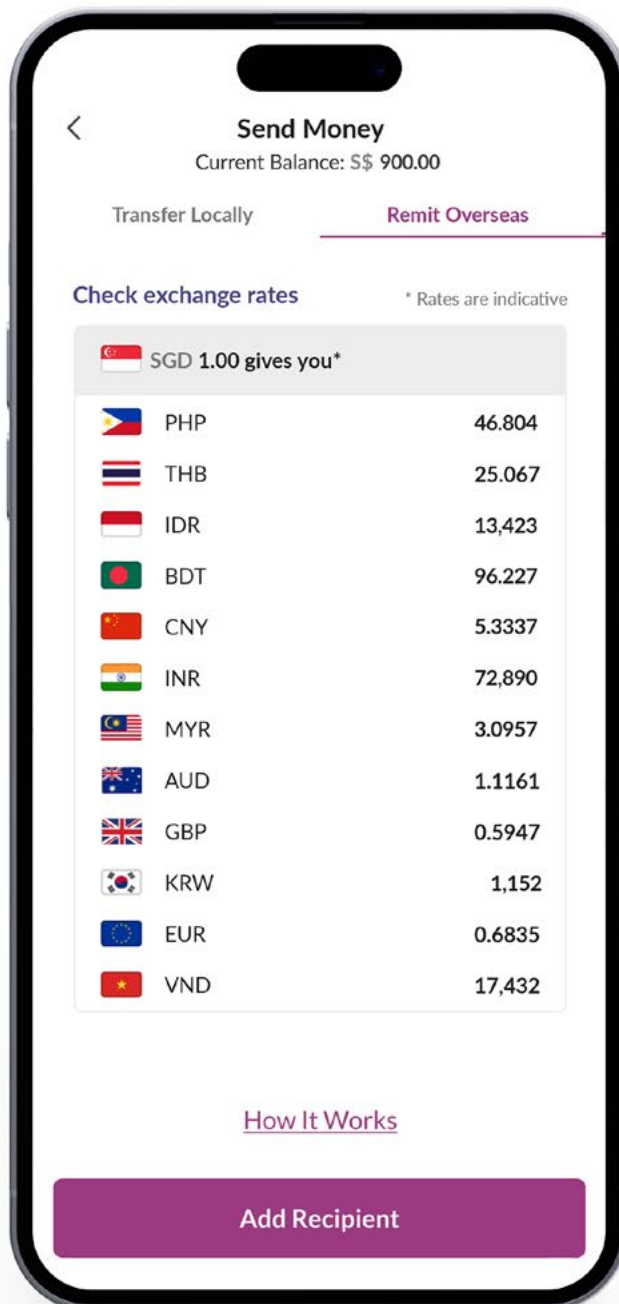 Send Money
Current Balance: S$ 900.00
Transfer Locally Remit Overseas
Check exchange rates * Rates are indicative
SGD 1.00 gives you*
PHP 46.804
THB 25.067
IDR 13,423
BDT 96.227
CNY 5.3337
INR 72,890
MYR 3.0957
AUD 1.1161
GBP 0.5947
KRW 1,152
EUR 0.6835
VND 17,432
How It Works
Add Recipient